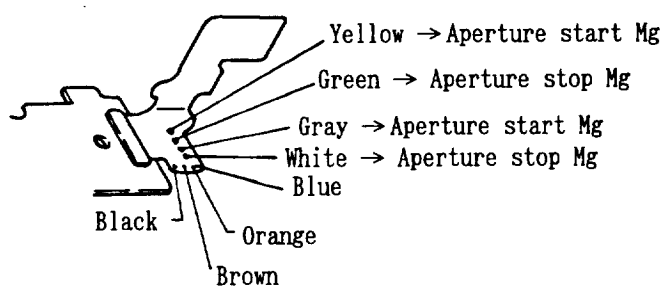 Yellow → Aperture start Mg
Green → Aperture stop Mg
Gray → Aperture start Mg
White → Aperture stop Mg
Blue
Black
Orange
Brown